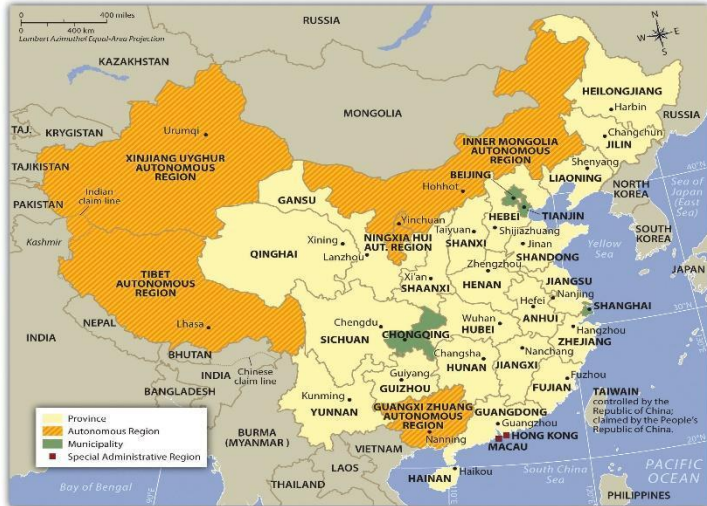 0 400 miles
0 400 km
Lambert Azimuthel Equal-Area Projection
RUSSIA
N
W
E
S
KAZAKHSTAN
MONGOLIA
HEILONGJIANG
Harbin
RUSSIA
TAJ.
KRYGISTAN
Urumqi
Changchun
JILIN
INNER MONGOLIA
AUTONOMOUS
REGION
XINJIANG UYGHUR
AUTONOMOUS
REGION
Shenyang
LIAONING
40°N
TAJIKISTAN
BEIJING
Hohhot
NORTH
KOREA
Sea of
Japan
(East
Sea)
Indian
claim line
GANSU
HEBEI
TIANJIN
PAKISTAN
Yinchuan
Taiyuan
Shijiazhuang
SOUTH
KOREA
Kashmir
QINGHAI
Xining
NINGXIA HUI
AUT. REGION
SHANXI
Jinan
SHANDONG
Yellow
Sea
Lanzhou
Zhengzhou
JAPAN
TIBET
AUTONOMOUS
REGION
Xi'an
SHAANXI
HENAN
JIANGSU
Nanjing
Hefei
SHANGHAI
30°N
INDIA
NEPAL
Lhasa
Chengdu
CHONGQING
Wuhan
HUBEI
ANHUI
Hangzhou
ZHEJIANG
SICHUAN
BHUTAN
Changsha
Nanchang
INDIA
Chinese
claim line
Guiyang
HUNAN
JIANGXI
Fuzhou
BANGLADESH
GUIZHOU
FUJIAN
TAIWAIN
controlled by the
Republic of China;
claimed by the People's
Republic of China.
Kunming
YUNNAN
GUANGXI ZHUANG
AUTONOMOUS
REGION
GUANGDONG
Guangzhou
Province
Autonomous Region
Municipality
Special Administrative Region
BURMA
(MYANMAR)
Nanning
HONG KONG
MACAU
VIETNAM
LAOS
Haikou
HAINAN
South China
Sea
PACIFIC
OCEAN
Bay of Bengal
90°E
THAILAND
110°E
120°E
PHILIPPINES